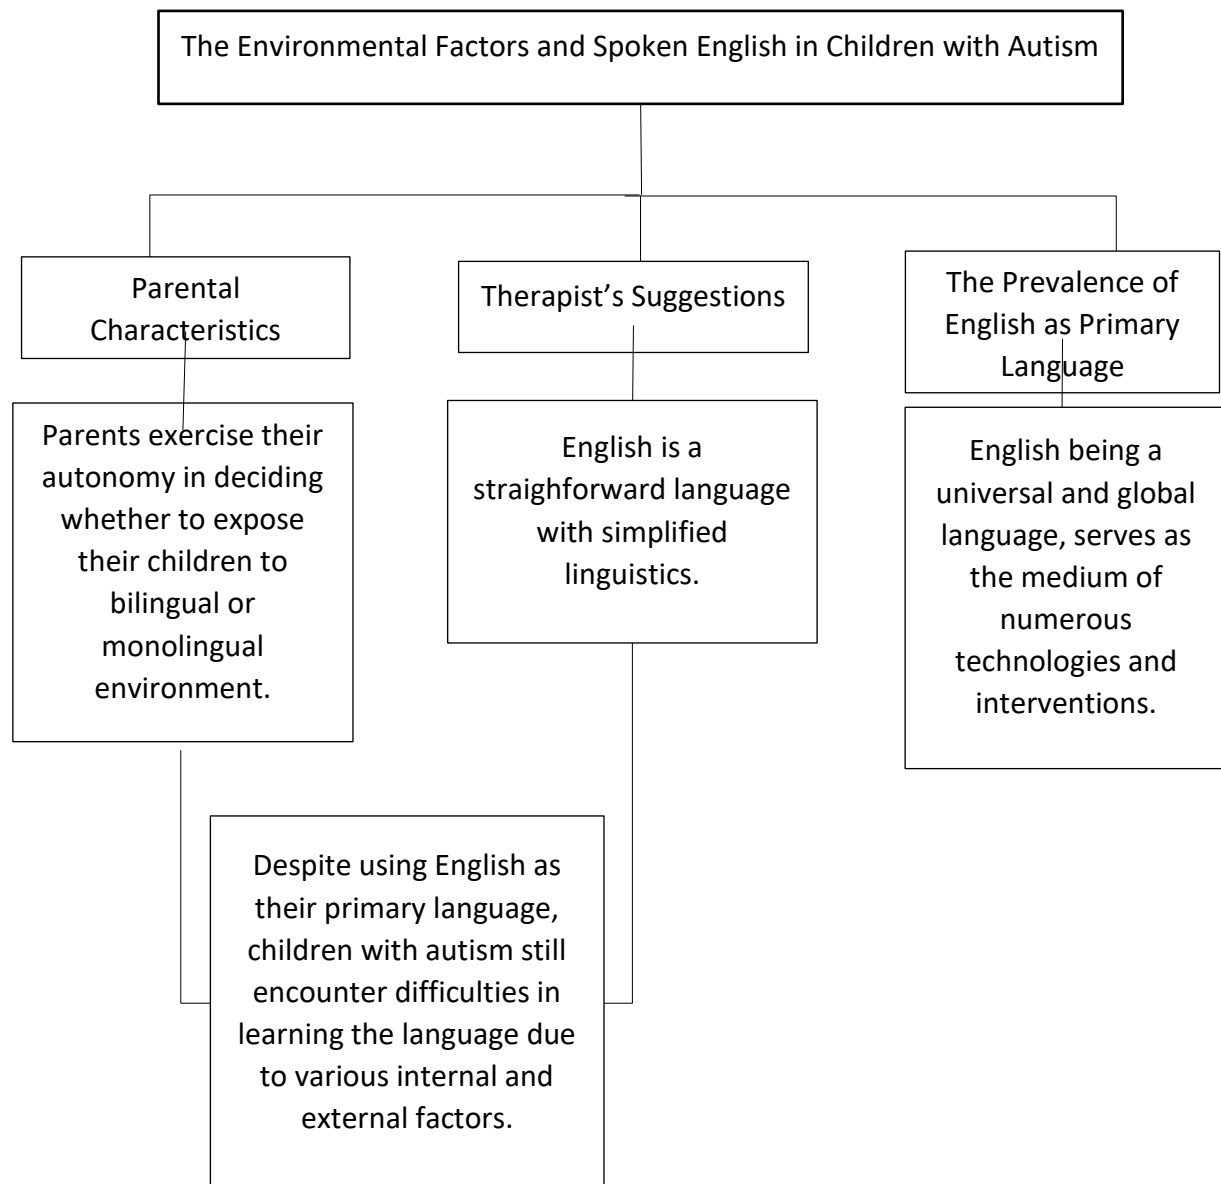 The Environmental Factors and Spoken English in Children with Autism
Parental
Characteristics
Therapist’s Suggestions
The Prevalence of
English as Primary
Language
Parents exercise their
autonomy in deciding
whether to expose
their children to
bilingual or
monolingual
environment.
English is a
straighforward language
with simplified
linguistics.
English being a
universal and global
language, serves as
the medium of
numerous
technologies and
interventions.
Despite using English as
their primary language,
children with autism still
encounter difficulties in
learning the language due
to various internal and
external factors.